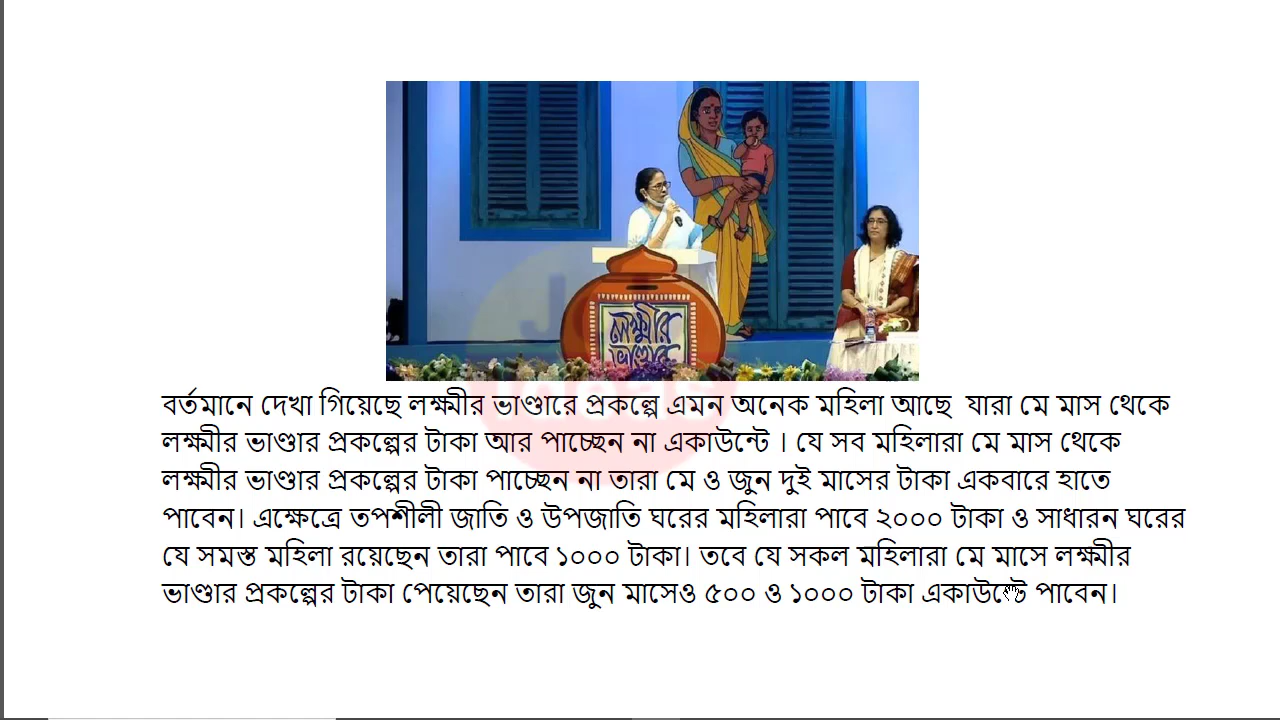 লক্ষ্মীর
ভাণ্ডার
বর্তমানে দেখা গিয়েছে লক্ষ্মীর ভাণ্ডারে প্রকল্পে এমন অনেক মহিলা আছে যারা মে মাস থেকে
লক্ষ্মীর ভাণ্ডার প্রকল্পের টাকা আর পাচ্ছেন না একাউন্টে । যে সব মহিলারা মে মাস থেকে
লক্ষ্মীর ভাণ্ডার প্রকল্পের টাকা পাচ্ছেন না তারা মে ও জুন দুই মাসের টাকা একবারে হাতে
পাবেন। এক্ষেত্রে তপশীলী জাতি ও উপজাতি ঘরের মহিলারা পাবে ২০০০ টাকা ও সাধারন ঘরের
যে সমস্ত মহিলা রয়েছেন তারা পাবে ১০০০ টাকা। তবে যে সকল মহিলারা মে মাসে লক্ষ্মীর
ভাণ্ডার প্রকল্পের টাকা পেয়েছেন তারা জুন মাসেও ৫০০ ও ১০০০ টাকা একাউন্টে পাবেন।